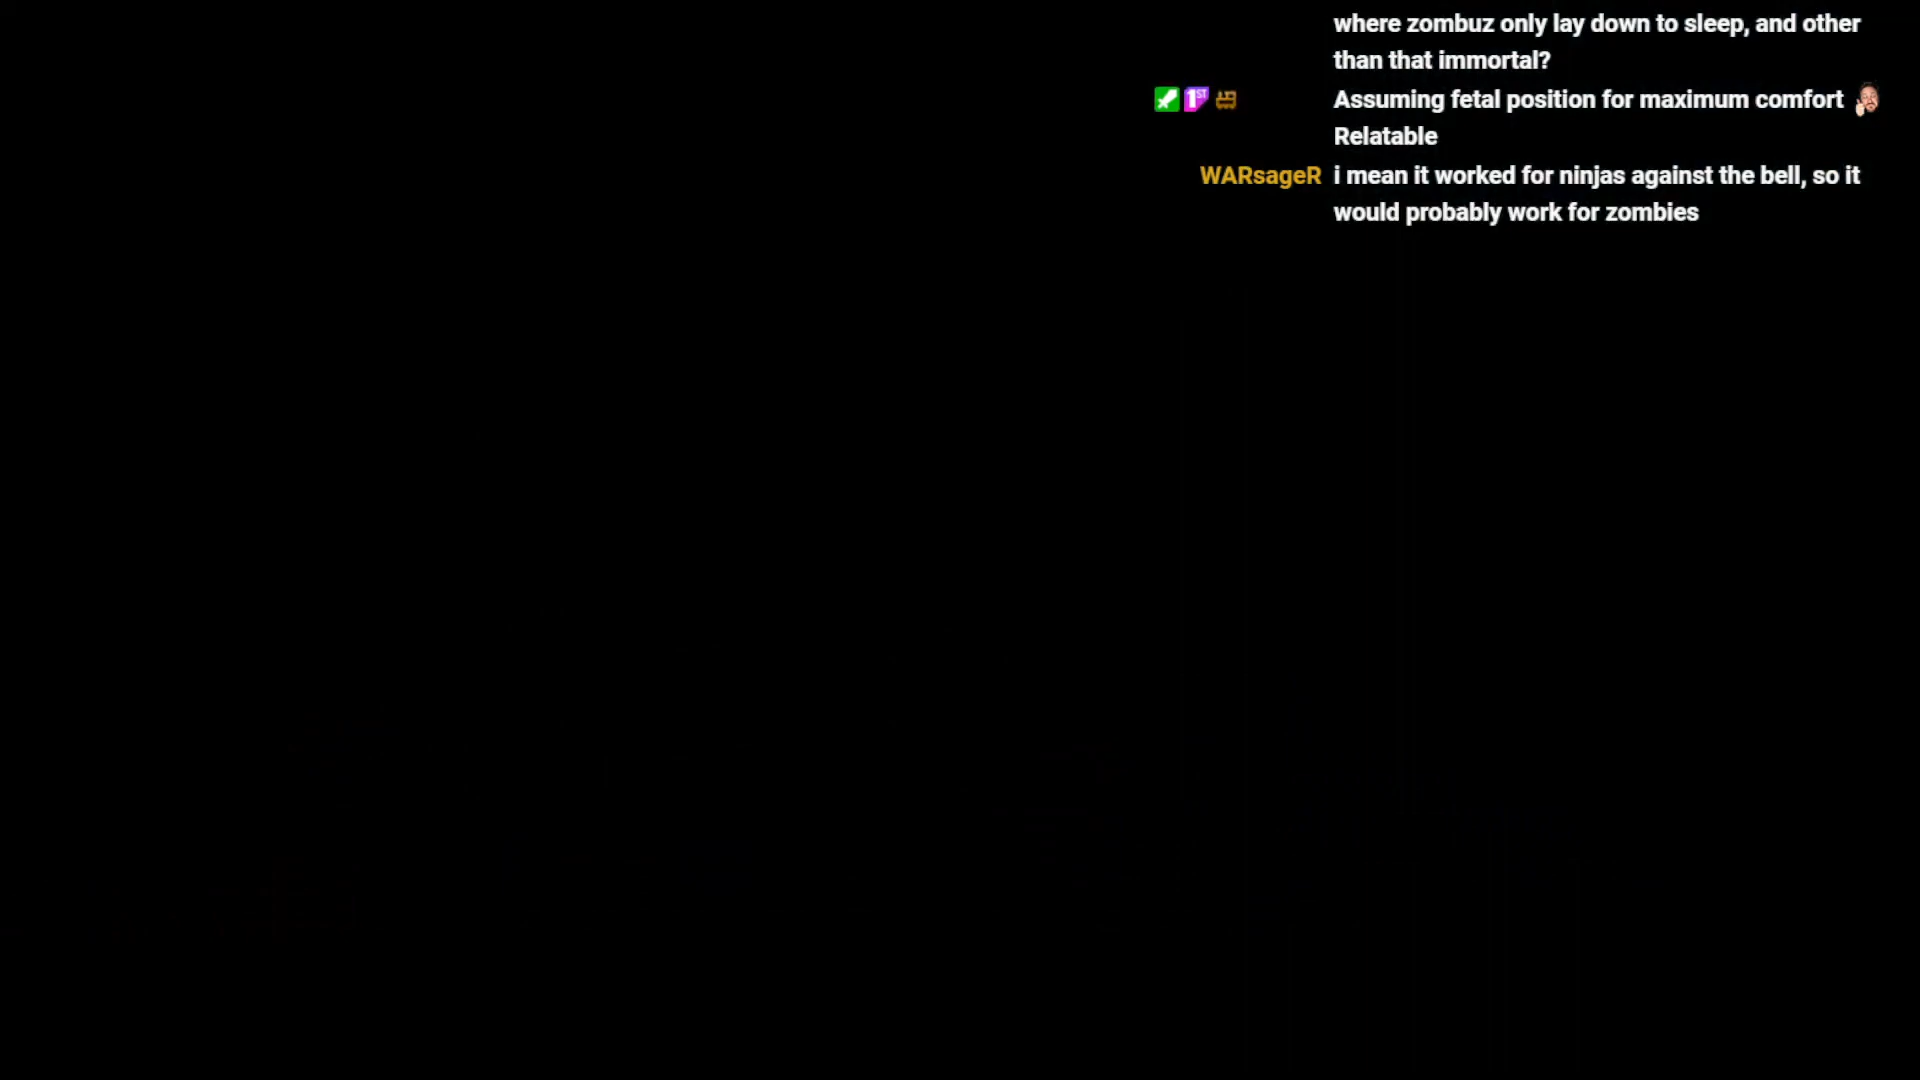 where zombuz only lay down to sleep, and other
than that immortal?
1ST Assuming fetal position for maximum comfort
Relatable
WARsageR i mean it worked for ninjas against the bell, so it
would probably work for zombies